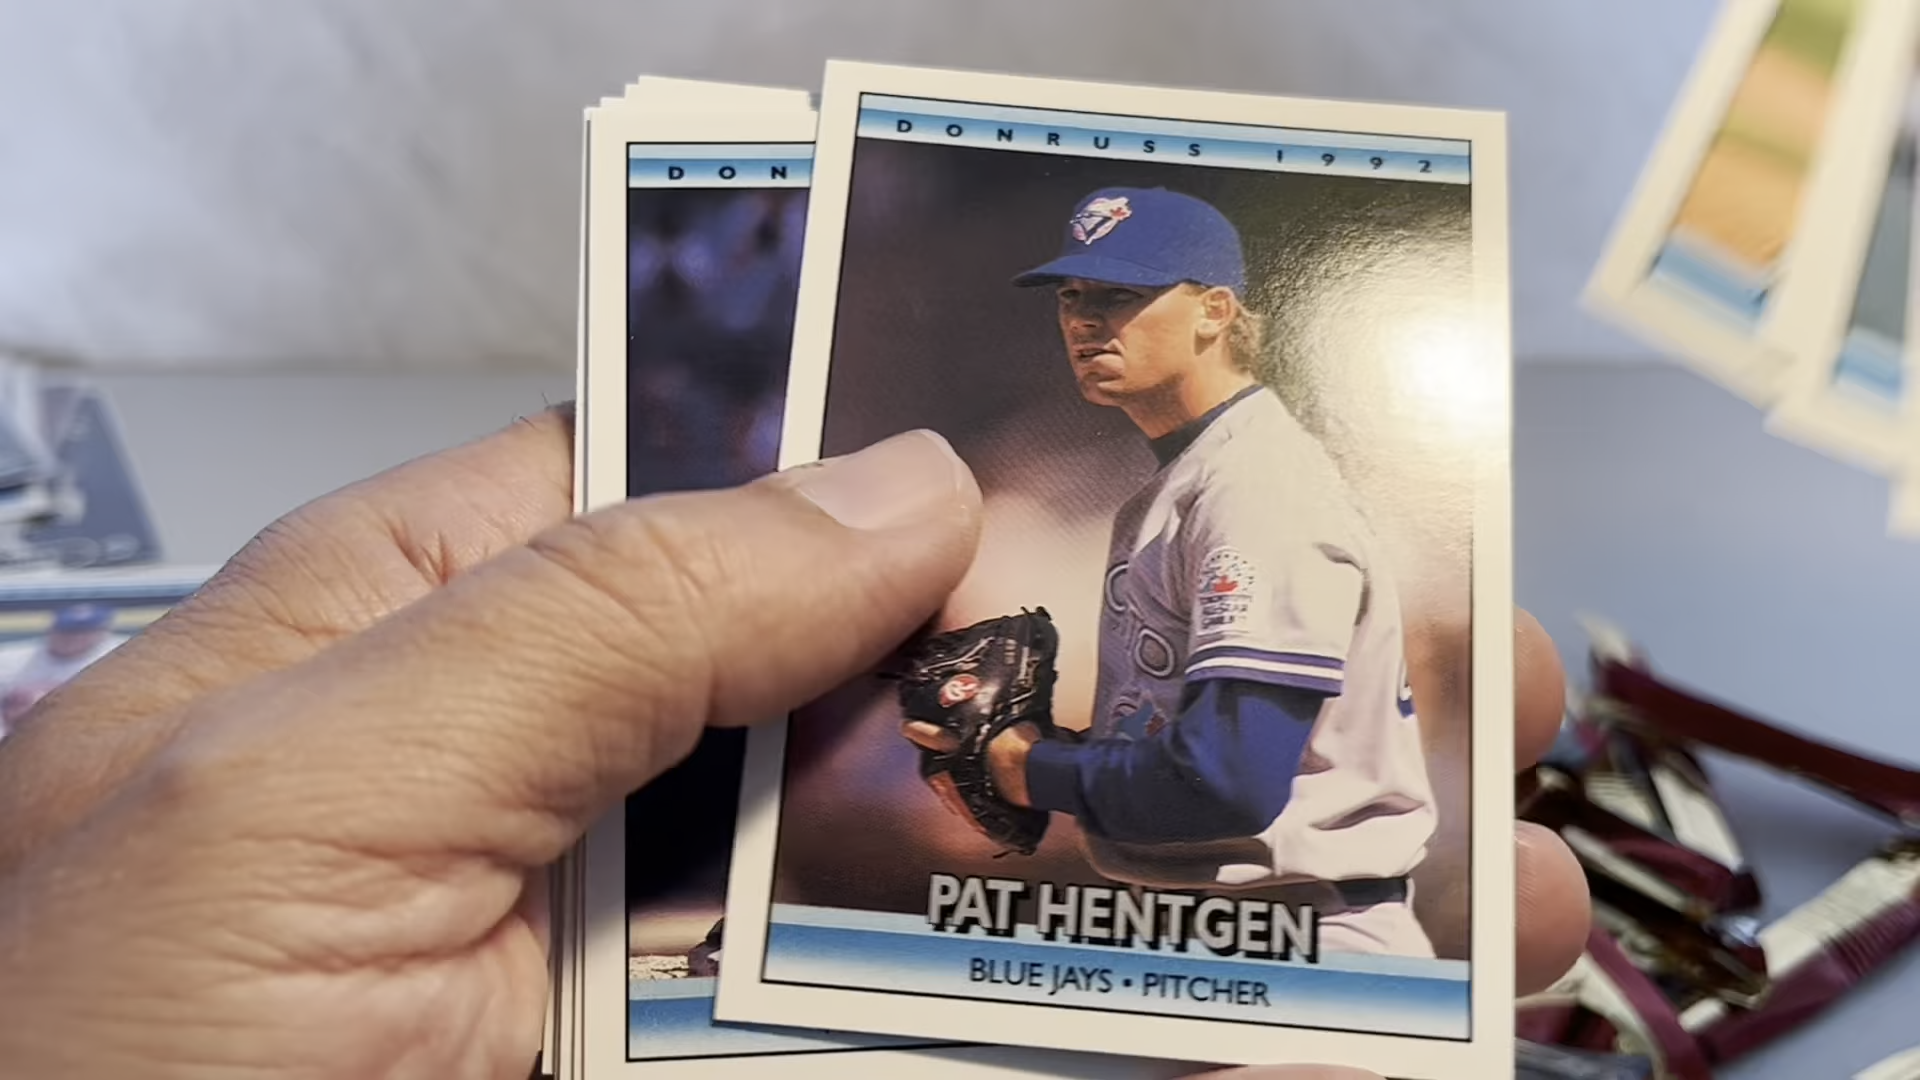 DON
DONRUSS 1992
PAT HENTGEN
BLUE JAYS • PITCHER